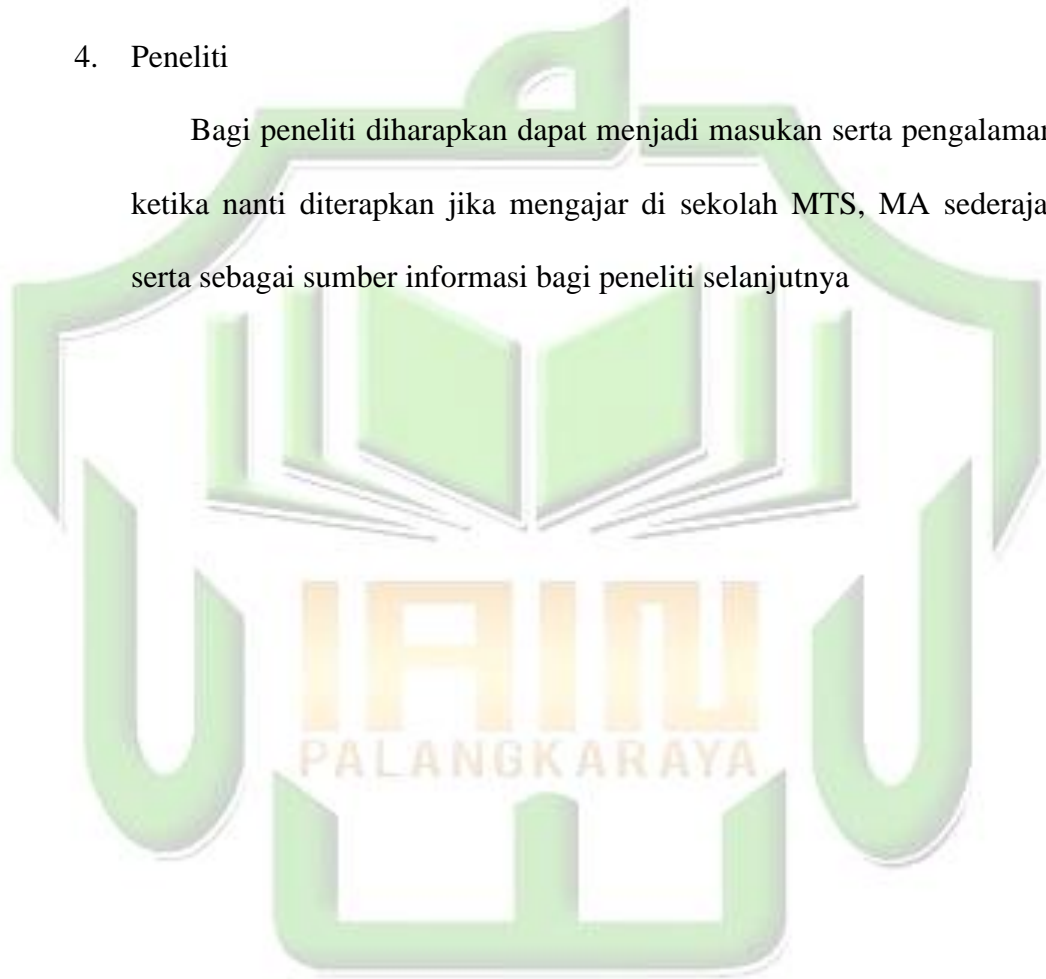 4. Peneliti
Bagi peneliti diharapkan dapat menjadi masukan serta pengalaman
ketika nanti diterapkan jika mengajar di sekolah MTS, MA sederaja
serta sebagai sumber informasi bagi peneliti selanjutnya
IAIN
PALANGKARAYA